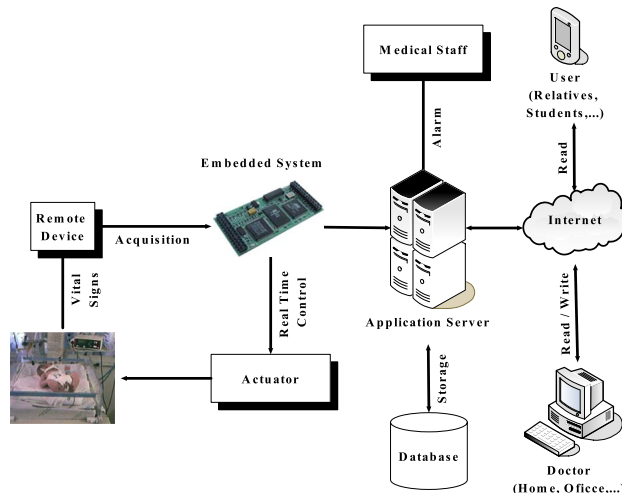 Medical Staff
User
(Relatives,
Students,...)
Alarm
Read
Embedded System
Remote
Device
Acquisition
Internet
Vital
Signs
Real Time
Control
Application Server
Read / Write
Actuator
Storage
Database
Doctor
(Home, Oficce,...)